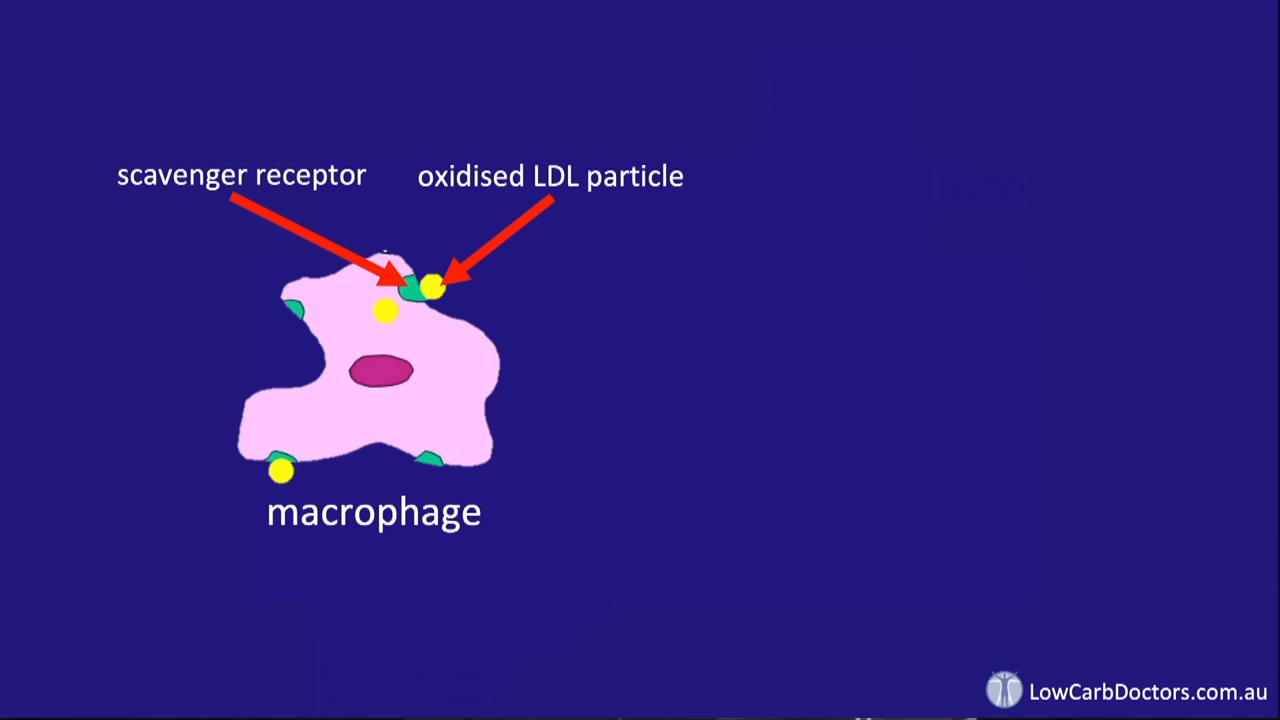 scavenger receptor
oxidised LDL particle
macrophage
LowCarbDoctors.com.au